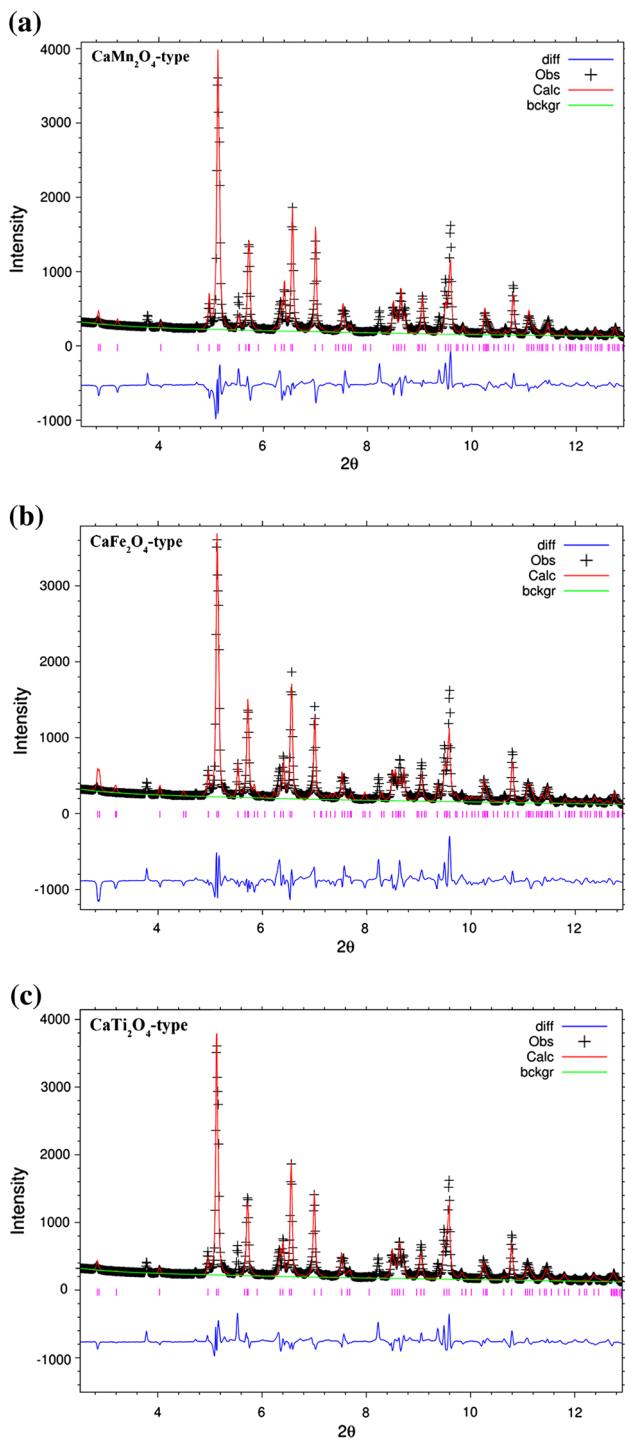 (a)
CaMn₂O₄-type
diff
Obs
Calc
bckgr
4000
3000
2000
1000
0
-1000
Intensity
4 6 8 10 12
2θ
(b)
CaFe₂O₄-type
diff
Obs
Calc
bckgr
3000
2000
1000
0
-1000
Intensity
4 6 8 10 12
2θ
(c)
CaTi₂O₄-type
diff
Obs
Calc
bckgr
4000
3000
2000
1000
0
-1000
Intensity
4 6 8 10 12
2θ